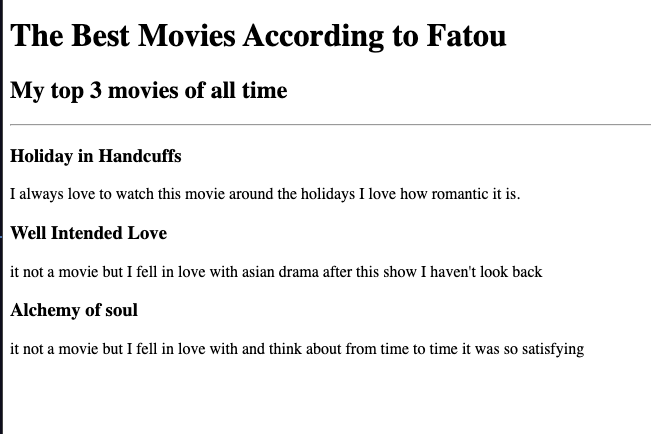 The Best Movies According to Fatou
My top 3 movies of all time
Holiday in Handcuffs
I always love to watch this movie around the holidays I love how romantic it is.
Well Intended Love
it not a movie but I fell in love with asian drama after this show I haven't look back
Alchemy of soul
it not a movie but I fell in love with and think about from time to time it was so satisfying